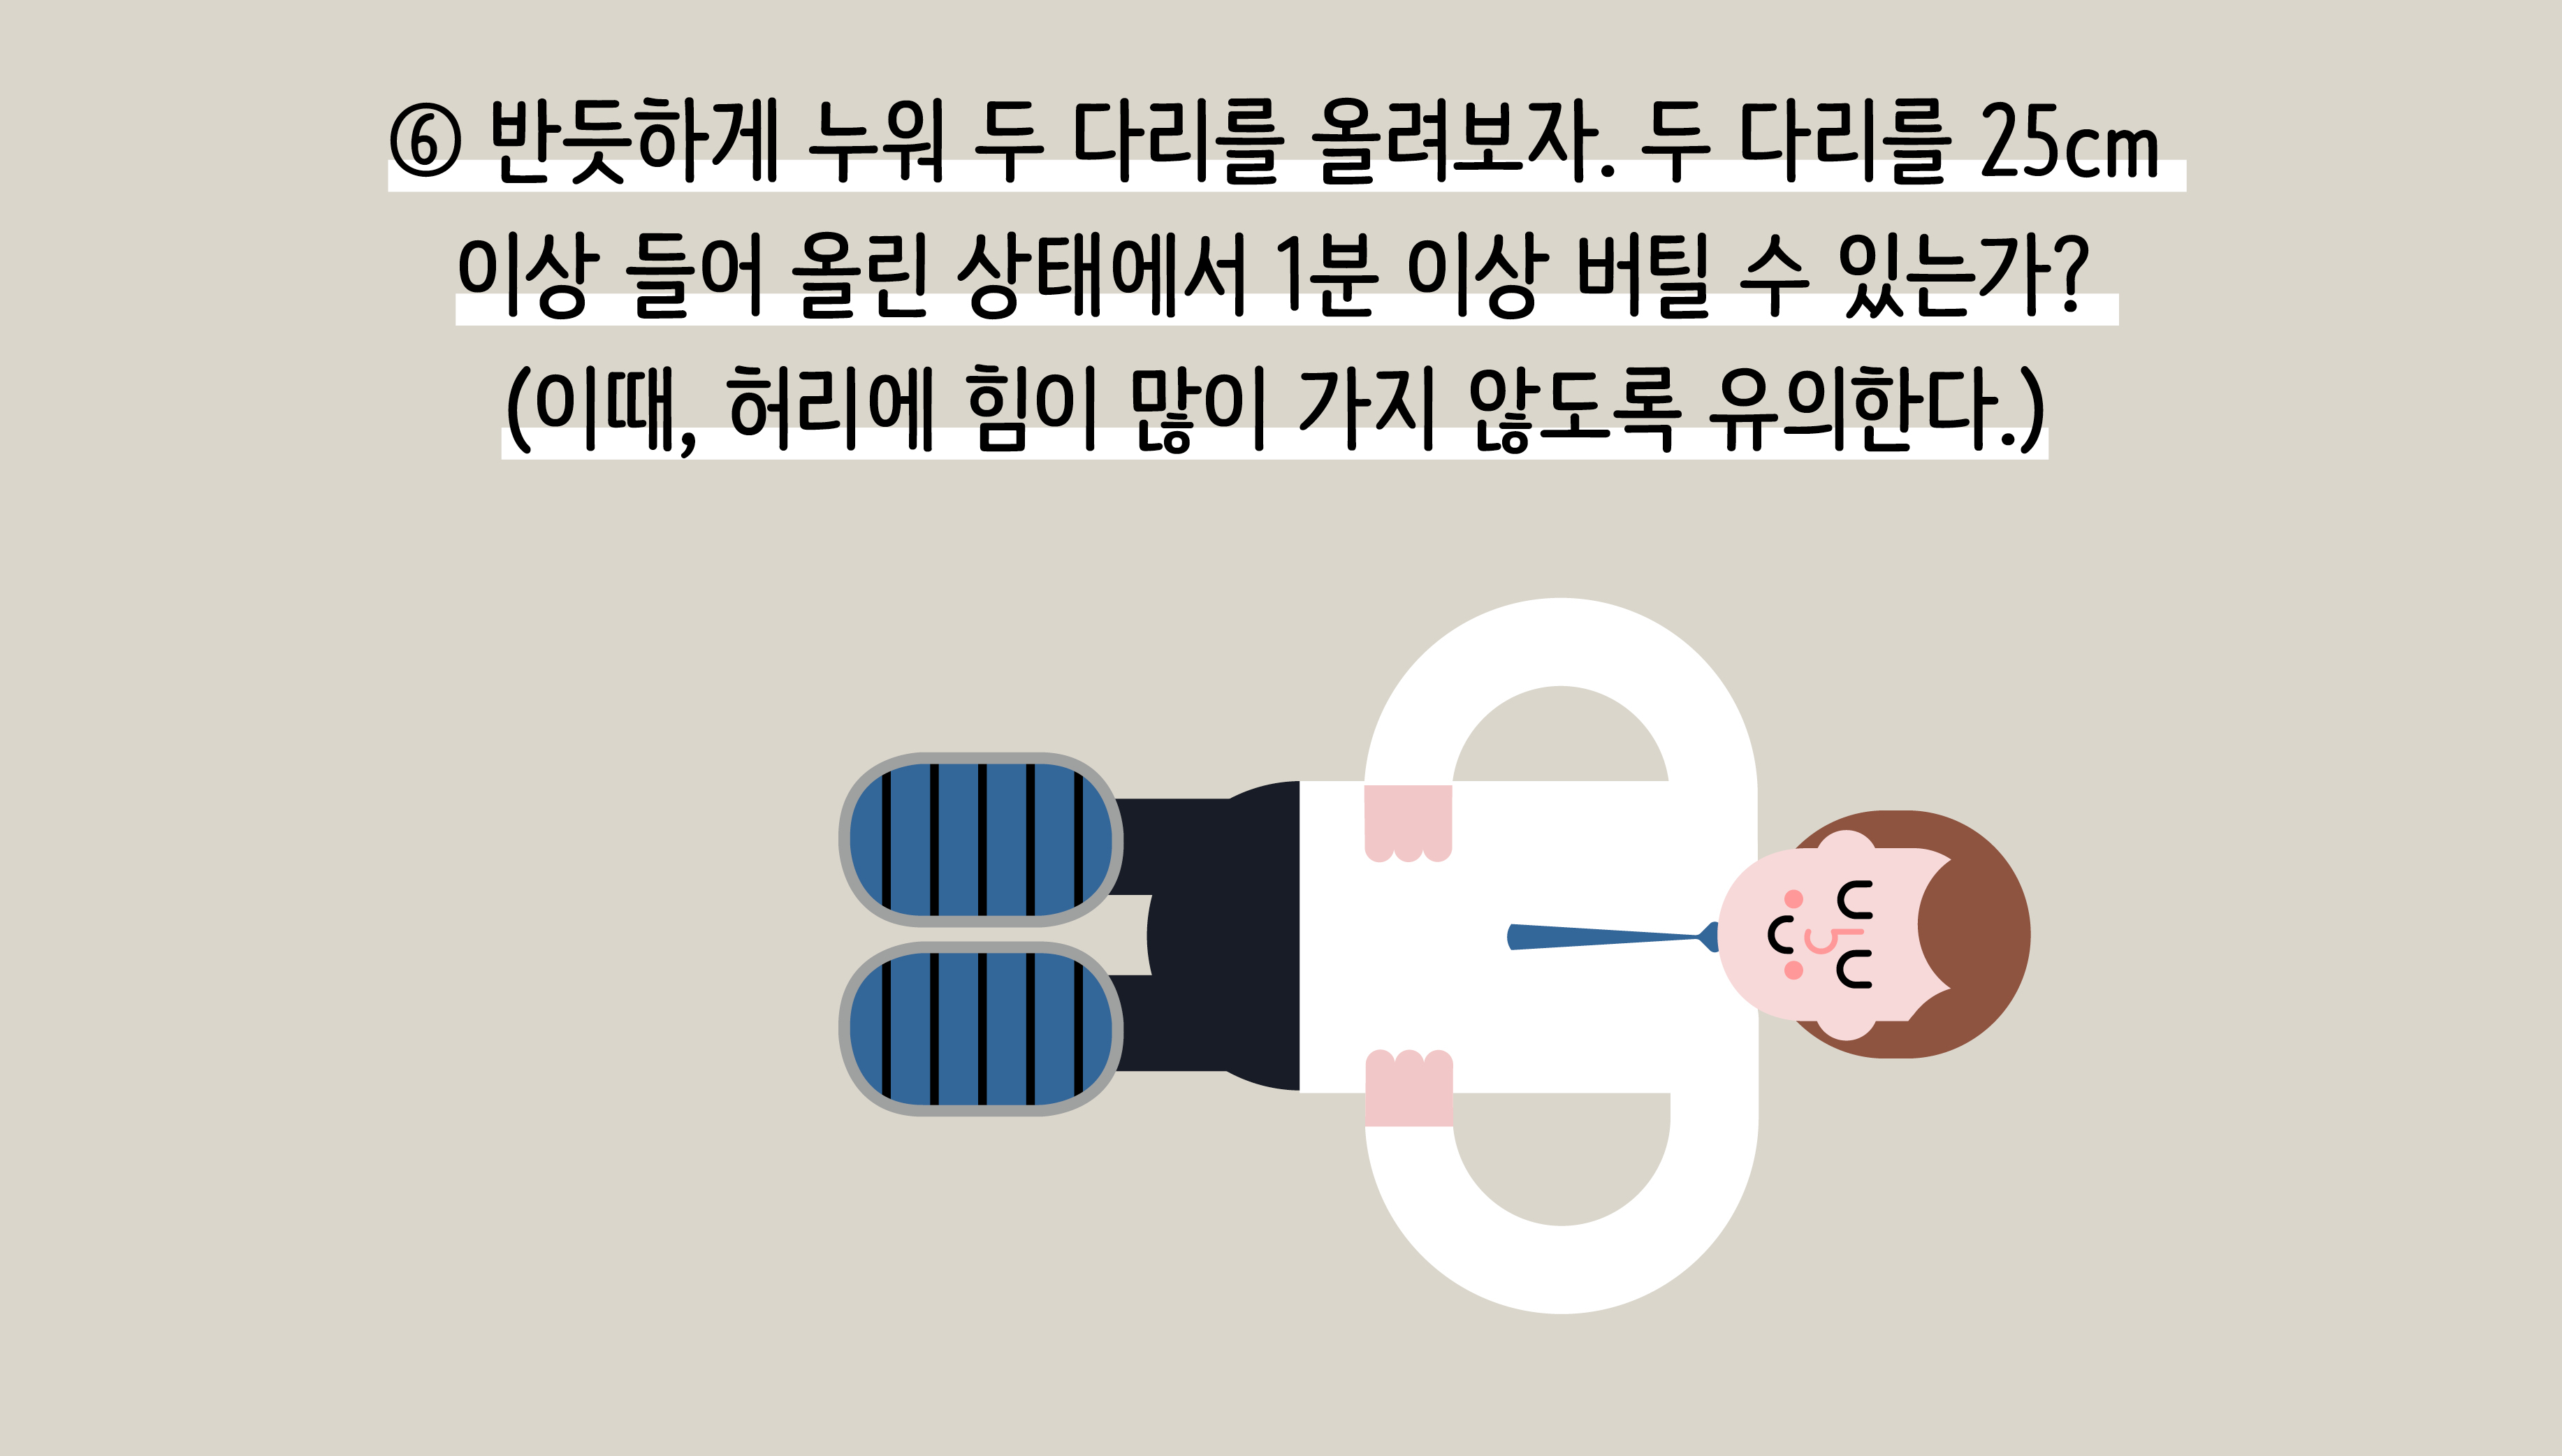 ⑥ 반듯하게 누워 두 다리를 올려보자. 두 다리를 25cm
이상 들어 올린 상태에서 1분 이상 버틸 수 있는가?
(이때, 허리에 힘이 많이 가지 않도록 유의한다.)